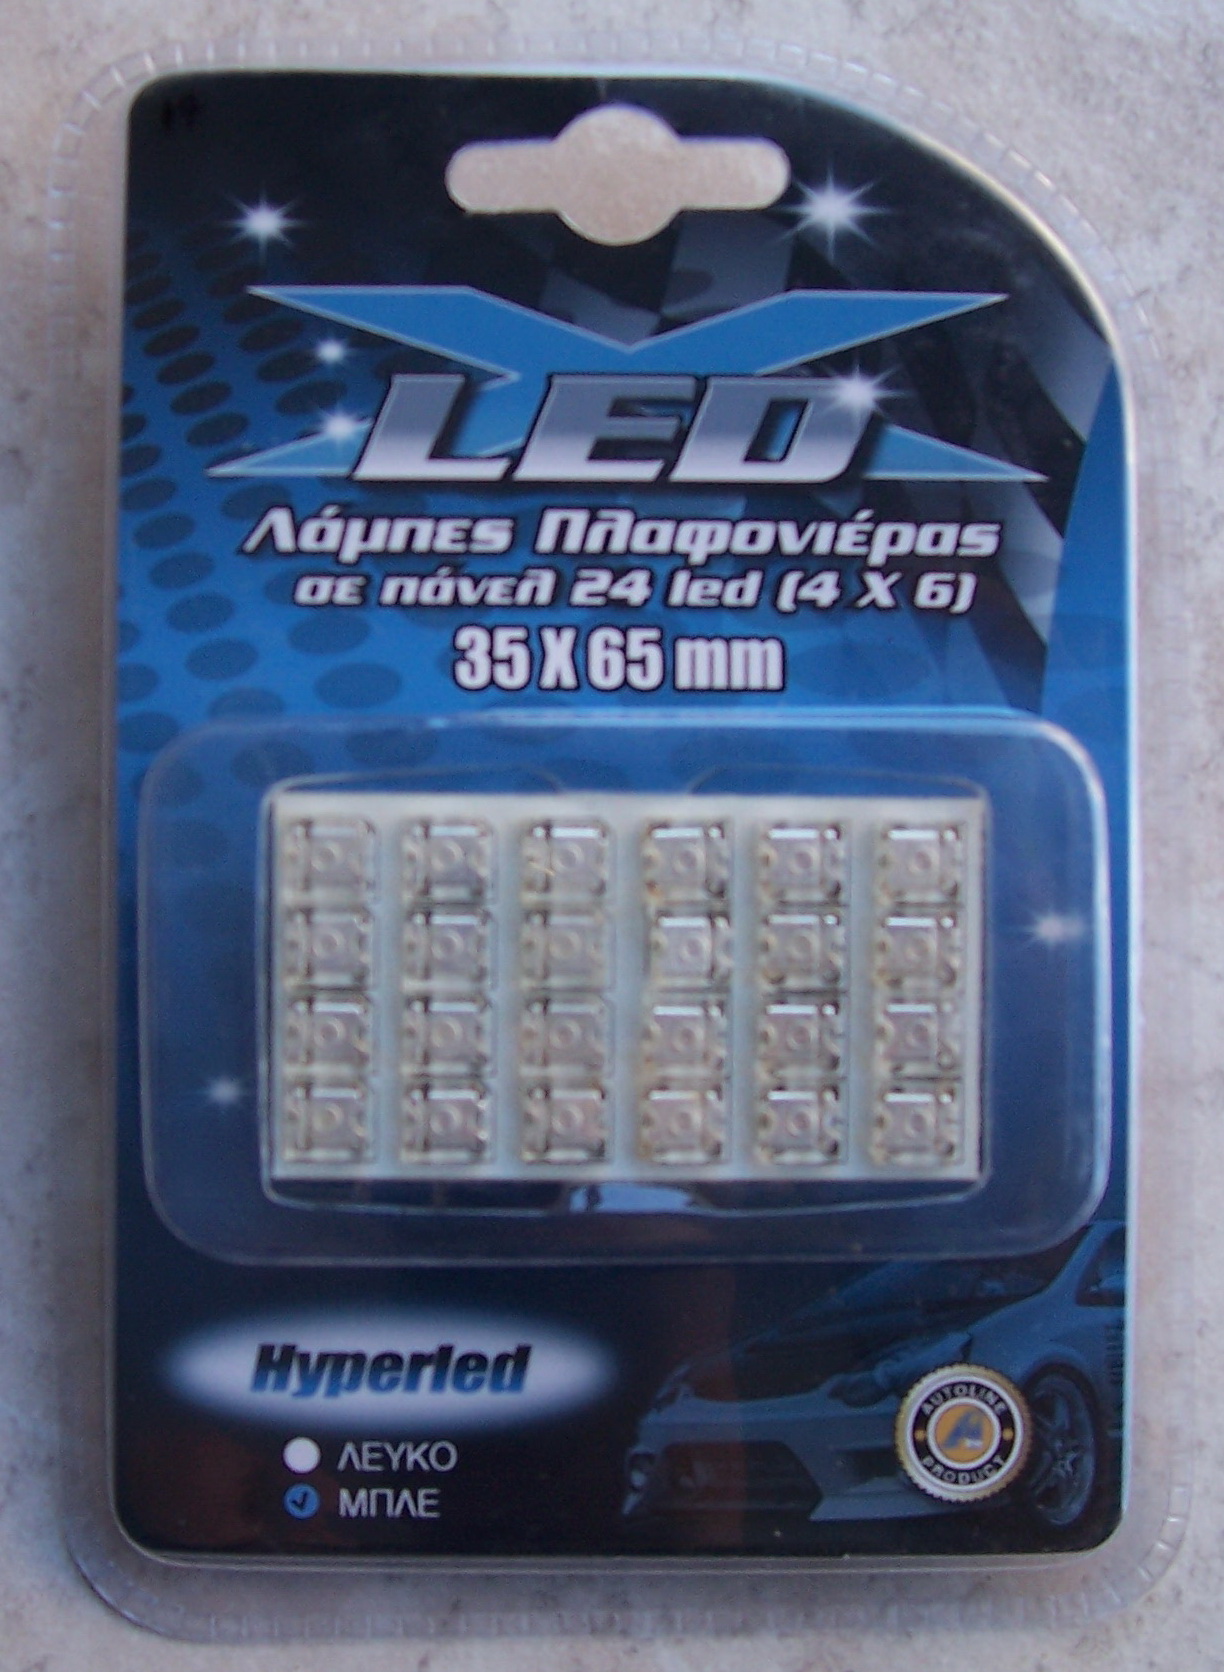 X
LED
Λάμπες Πλαφονιέρας
σε πάνελ 24 led (4 X 6)
35 X 65 mm
Hyperled
ΛΕΥΚΟ
ΜΠΛΕ
AUTOLINE
PRODUCT